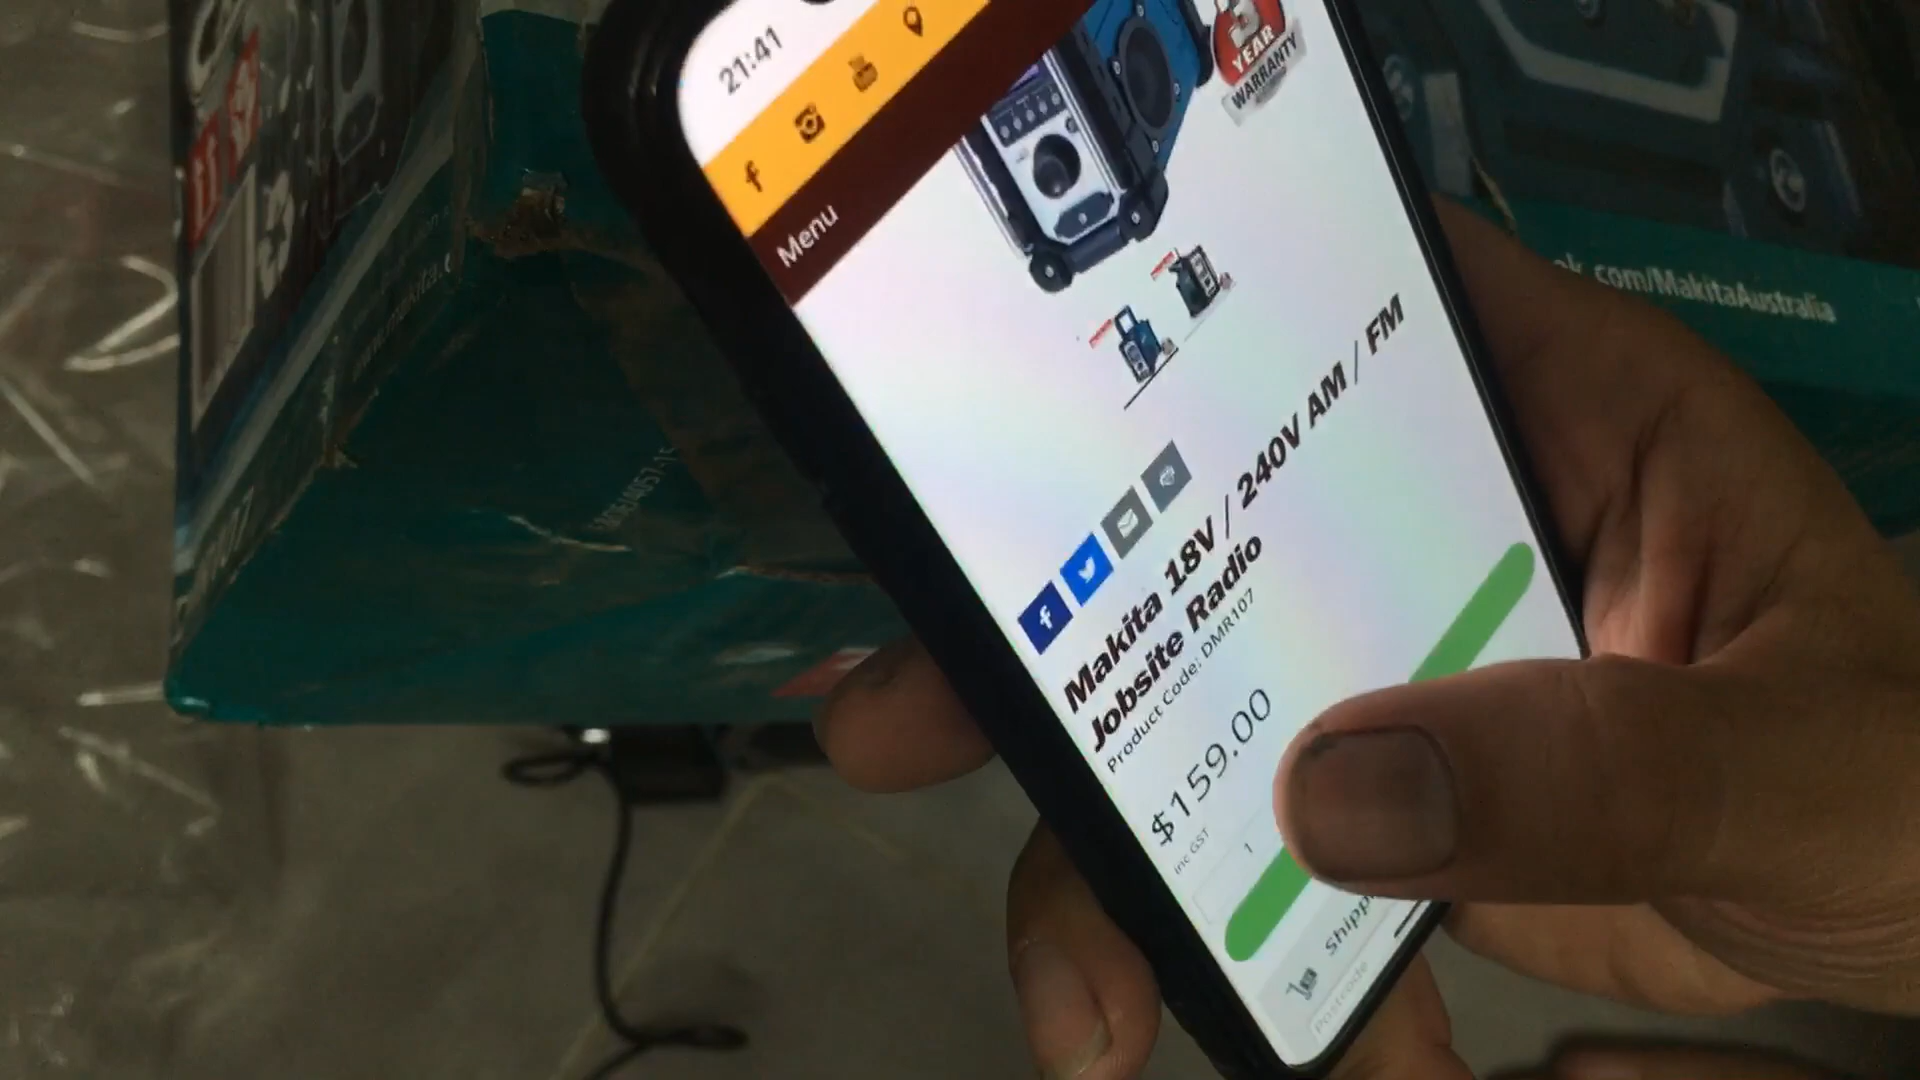 21:41
Menu
3
YEAR
WARRANTY
Makita 18V / 240V AM / FM
Jobsite Radio
Product Code: DMR107
$159.00
inc GST
1
Postcode
.com/MakitaAustralia